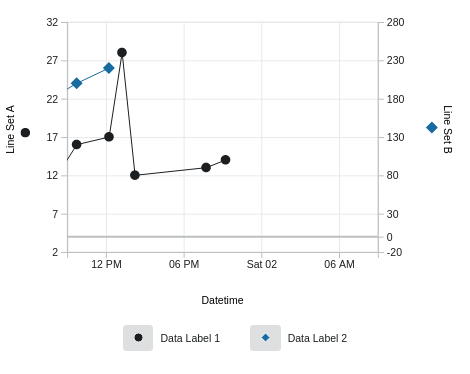 32
27
22
17
12
7
2
280
230
180
130
80
30
0
-20
Line Set A
Line Set B
12 PM
06 PM
Sat 02
06 AM
Datetime
Data Label 1
Data Label 2